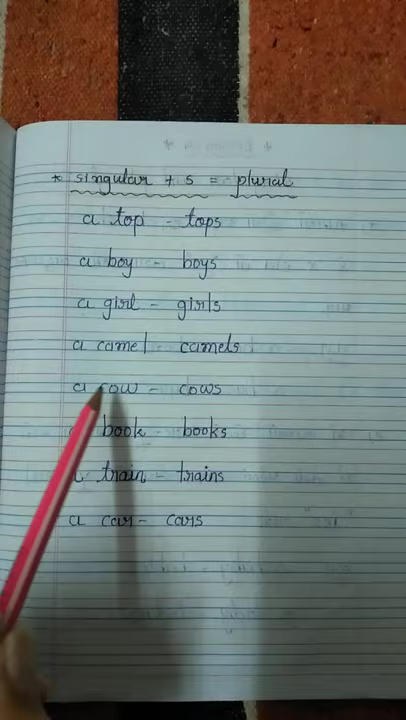 * singular + s = plural
a top - tops
a boy - boys
a girl - girls
a camel - camels
a cow - cows
a book - books
a train - trains
a car - cars